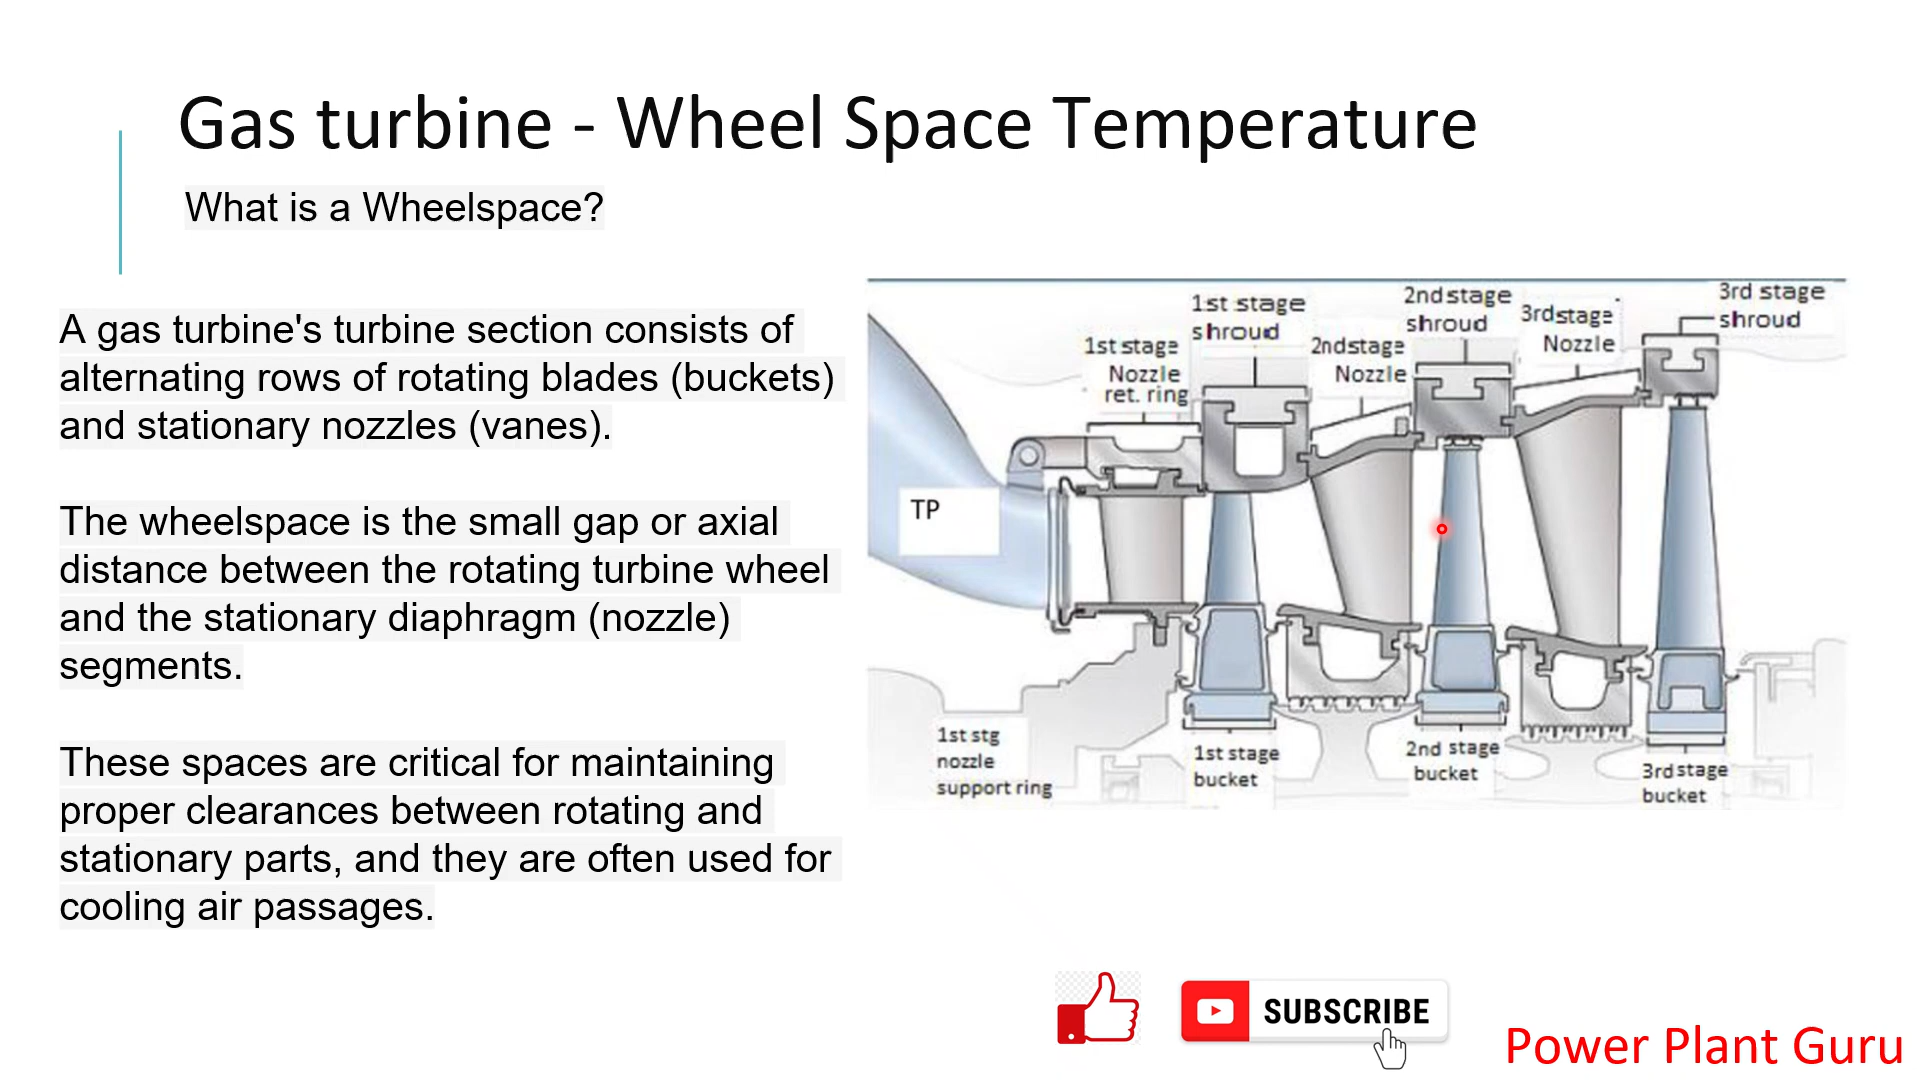 Gas turbine - Wheel Space Temperature
What is a Wheelspace?
A gas turbine's turbine section consists of
alternating rows of rotating blades (buckets)
and stationary nozzles (vanes).
The wheelspace is the small gap or axial
distance between the rotating turbine wheel
and the stationary diaphragm (nozzle)
segments.
These spaces are critical for maintaining
proper clearances between rotating and
stationary parts, and they are often used for
cooling air passages.
1st stage
Nozzle
ret. ring
1st stage
shroud
2nd stage
Nozzle
2nd stage
shroud
3rd stage
Nozzle
3rd stage
shroud
TP
1st stg
nozzle
support ring
1st stage
bucket
2nd stage
bucket
3rd stage
bucket
SUBSCRIBE
Power Plant Guru